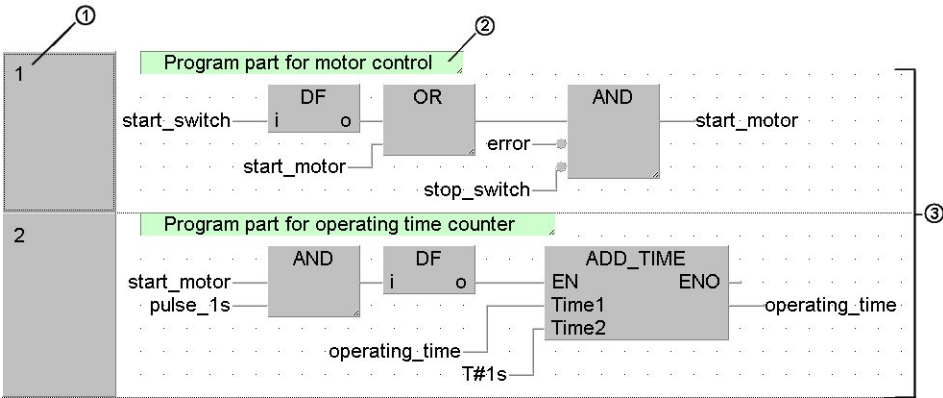 ①
②
1
Program part for motor control
DF
OR
AND
start_switch
i
o
start_motor
error
start_motor
stop_switch
③
2
Program part for operating time counter
AND
DF
ADD_TIME
start_motor
i
o
EN
ENO
pulse_1s
Time1
operating_time
Time2
operating_time
T#1s